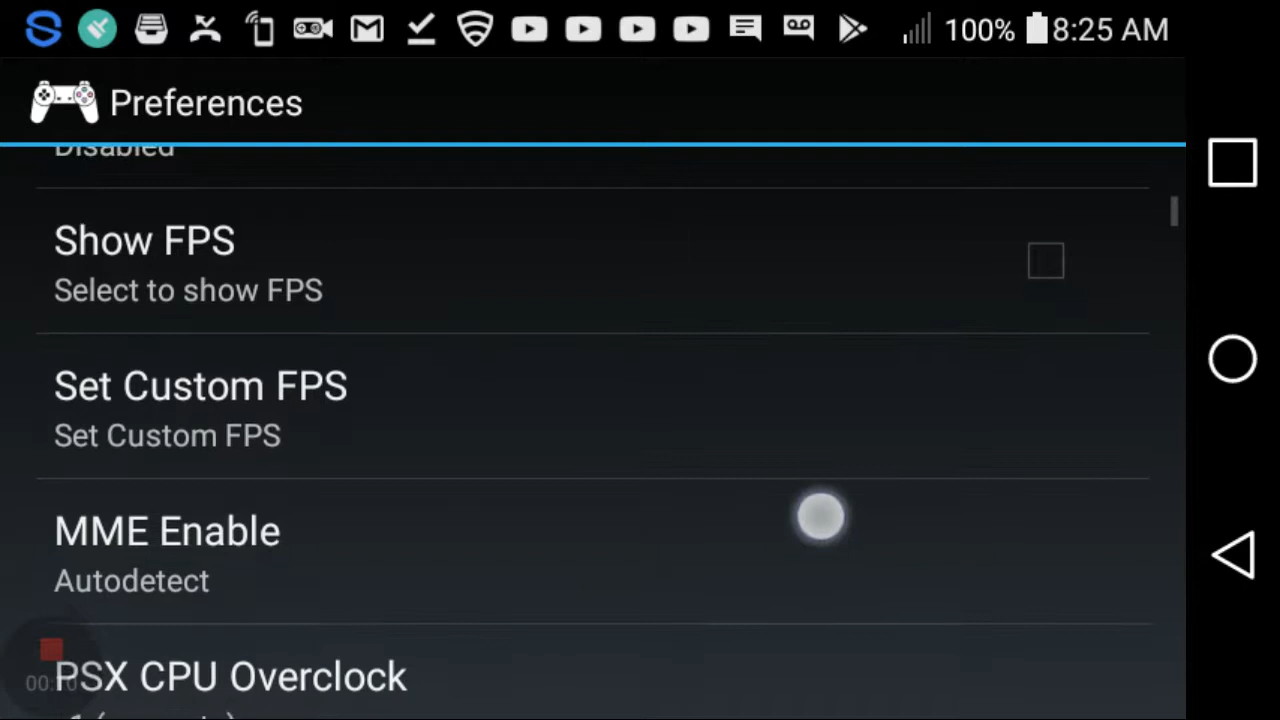 100% 8:25 AM
Preferences
Disabled
Show FPS
Select to show FPS
Set Custom FPS
Set Custom FPS
MME Enable
Autodetect
PSX CPU Overclock